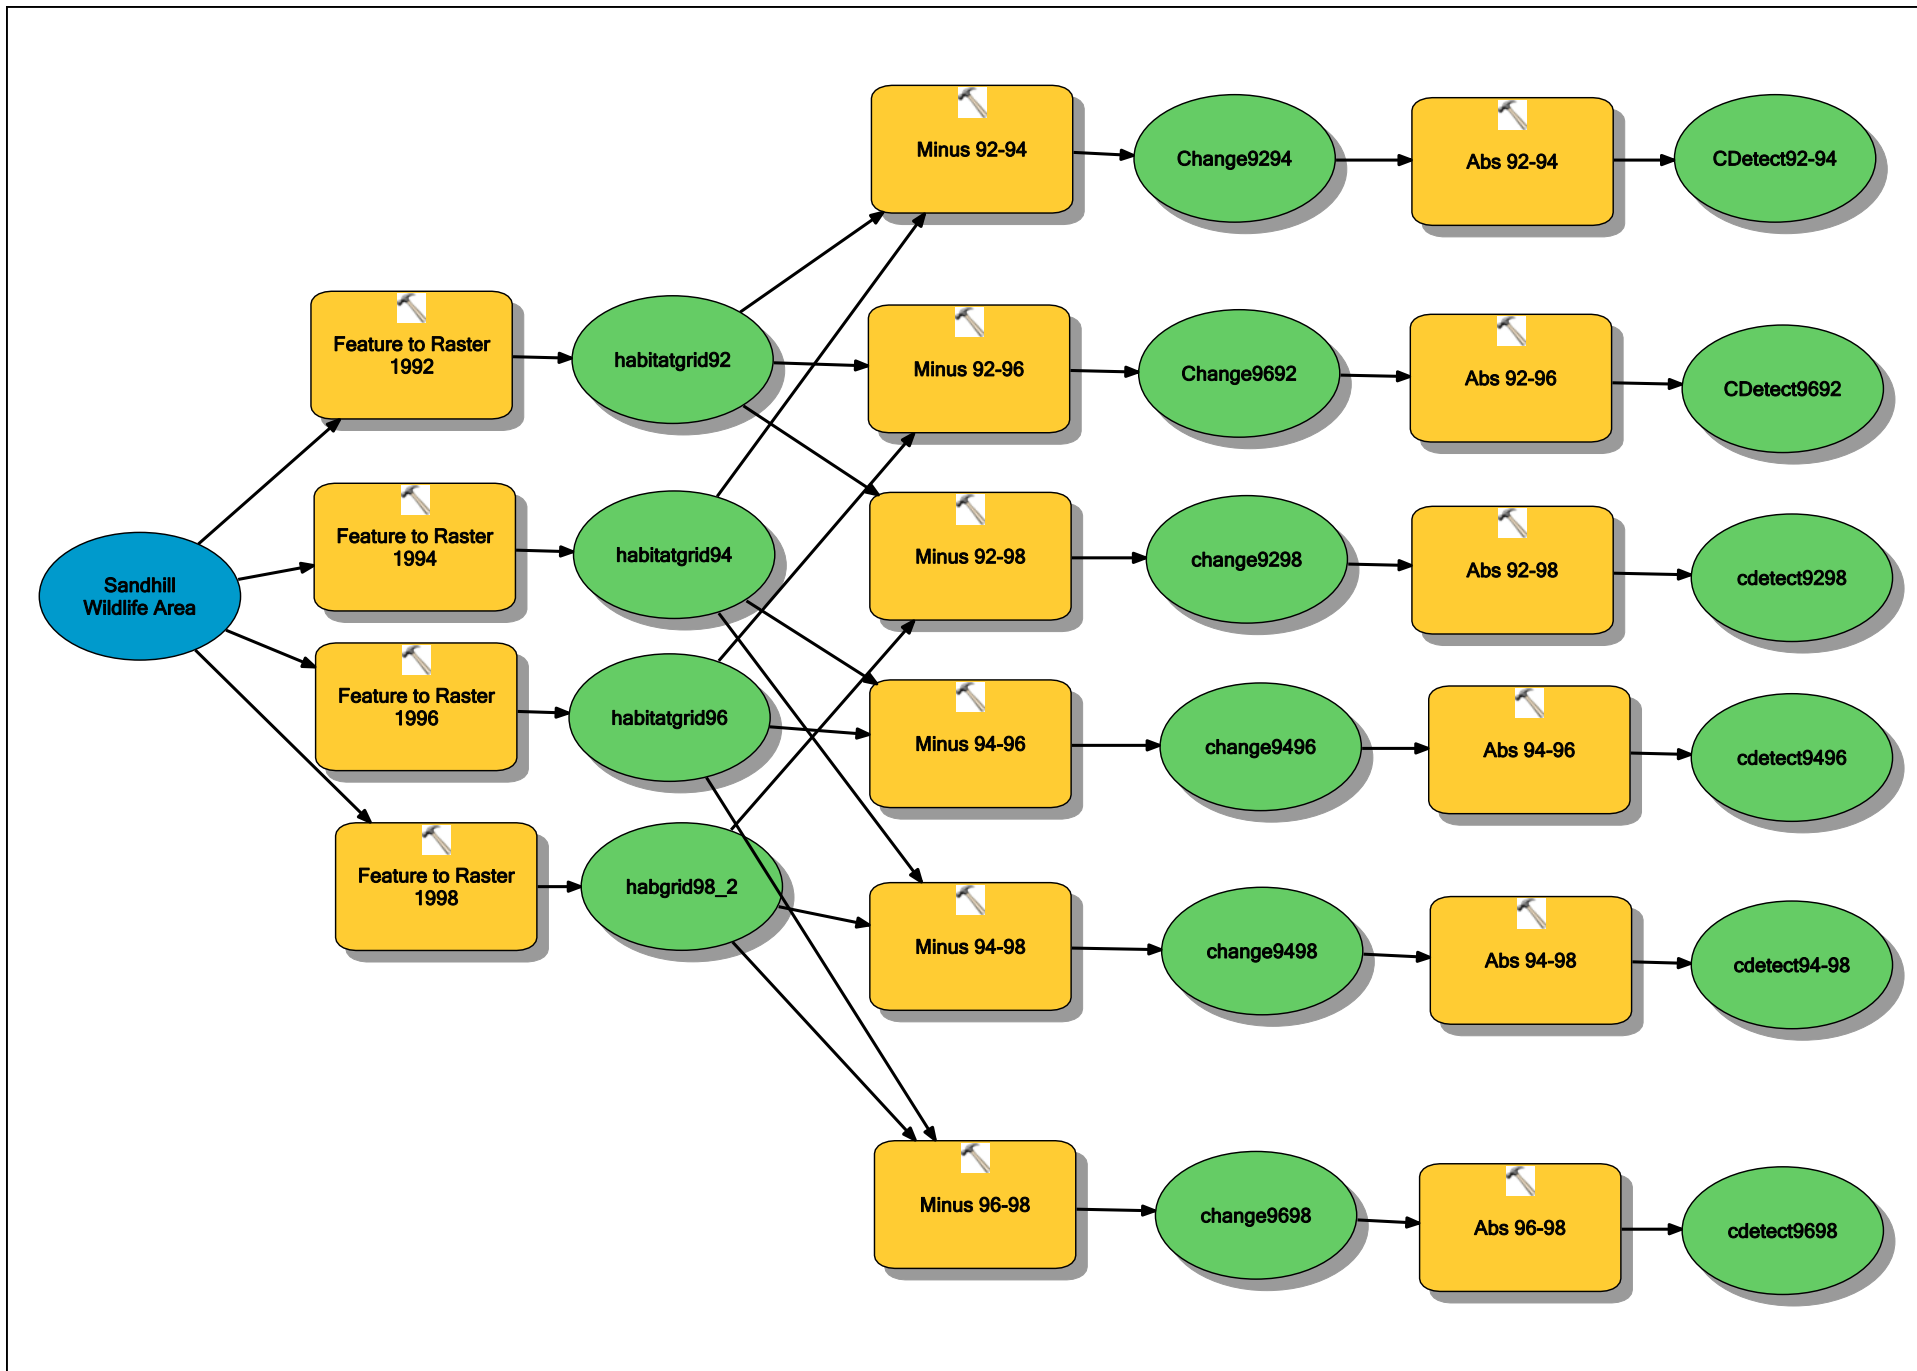 Sandhill
Wildlife Area
Feature to Raster
1992
Feature to Raster
1994
Feature to Raster
1996
Feature to Raster
1998
habitatgrid92
habitatgrid94
habitatgrid96
habgrid98_2
Minus 92-94
Change9294
Abs 92-94
CDetect92-94
Minus 92-96
Change9692
Abs 92-96
CDetect9692
Minus 92-98
change9298
Abs 92-98
cdetect9298
Minus 94-96
change9496
Abs 94-96
cdetect9496
Minus 94-98
change9498
Abs 94-98
cdetect94-98
Minus 96-98
change9698
Abs 96-98
cdetect9698